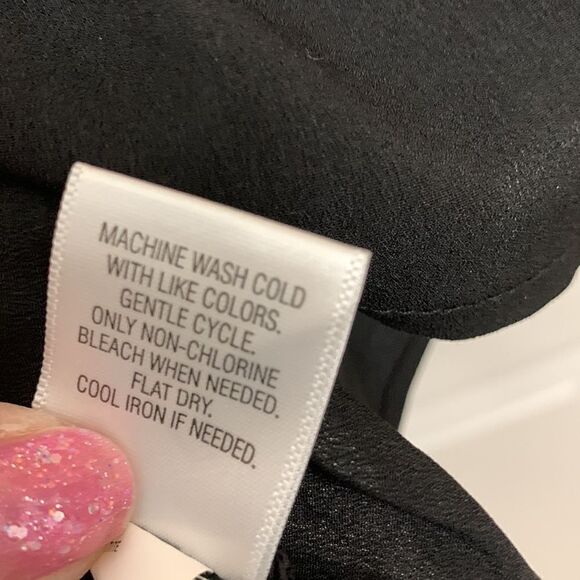 MACHINE WASH COLD
WITH LIKE COLORS.
GENTLE CYCLE.
ONLY NON-CHLORINE
BLEACH WHEN NEEDED.
FLAT DRY.
COOL IRON IF NEEDED.